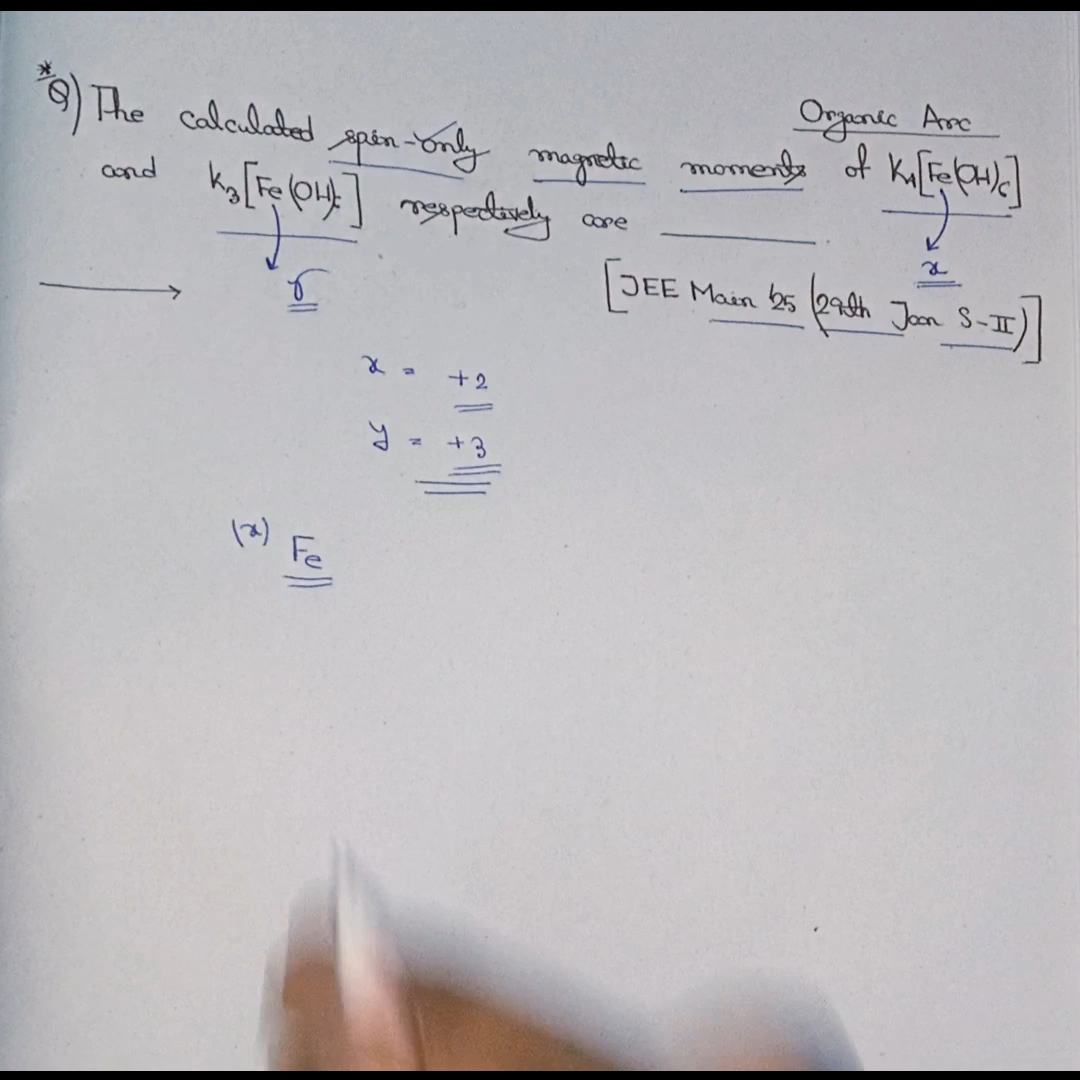 Organic Arc
*Q) The calculated spin-only magnetic moments of K4[Fe(OH)6]
and K3[Fe(OH)6] respectively are ______.
x
γ
[JEE Main '25 (29th Jan S-II)]
x = +2
y = +3
(x) Fe